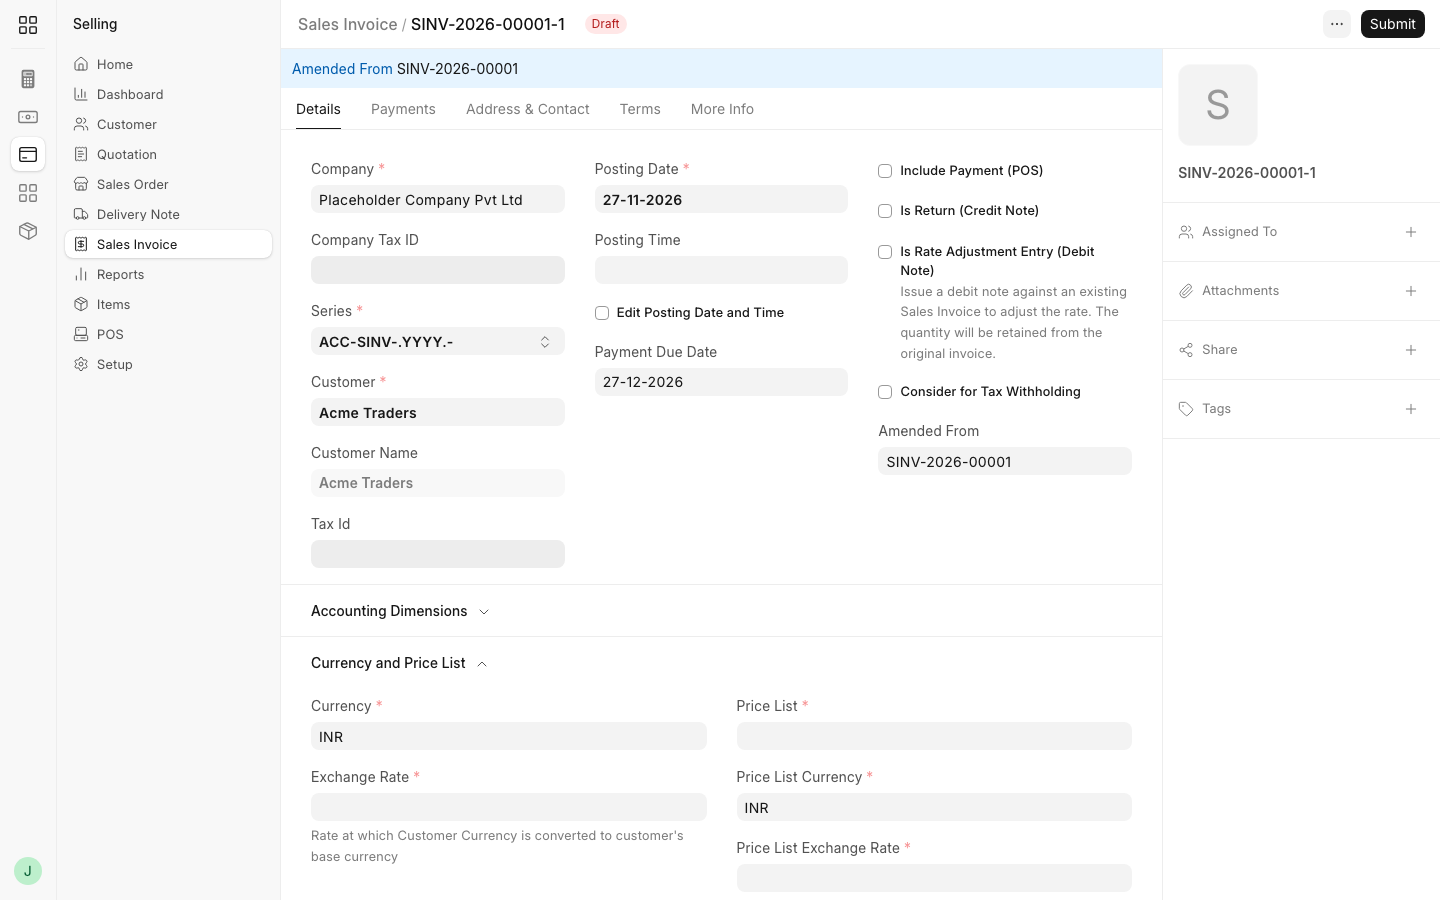 Selling
Home
Dashboard
Customer
Quotation
Sales Order
Delivery Note
Sales Invoice
Reports
Items
POS
Setup
J
Sales Invoice / SINV-2026-00001-1
Draft
Submit
Amended From SINV-2026-00001
Details
Payments
Address & Contact
Terms
More Info
Company *
Placeholder Company Pvt Ltd
Company Tax ID
Series *
ACC-SINV-.YYYY.-
Customer *
Acme Traders
Customer Name
Acme Traders
Tax Id
Posting Date *
27-11-2026
Posting Time
Edit Posting Date and Time
Payment Due Date
27-12-2026
Include Payment (POS)
Is Return (Credit Note)
Is Rate Adjustment Entry (Debit
Note)
Issue a debit note against an existing
Sales Invoice to adjust the rate. The
quantity will be retained from the
original invoice.
Consider for Tax Withholding
Amended From
SINV-2026-00001
Accounting Dimensions
Currency and Price List
Currency *
INR
Exchange Rate *
Rate at which Customer Currency is converted to customer's
base currency
Price List *
Price List Currency *
INR
Price List Exchange Rate *
S
SINV-2026-00001-1
Assigned To
Attachments
Share
Tags